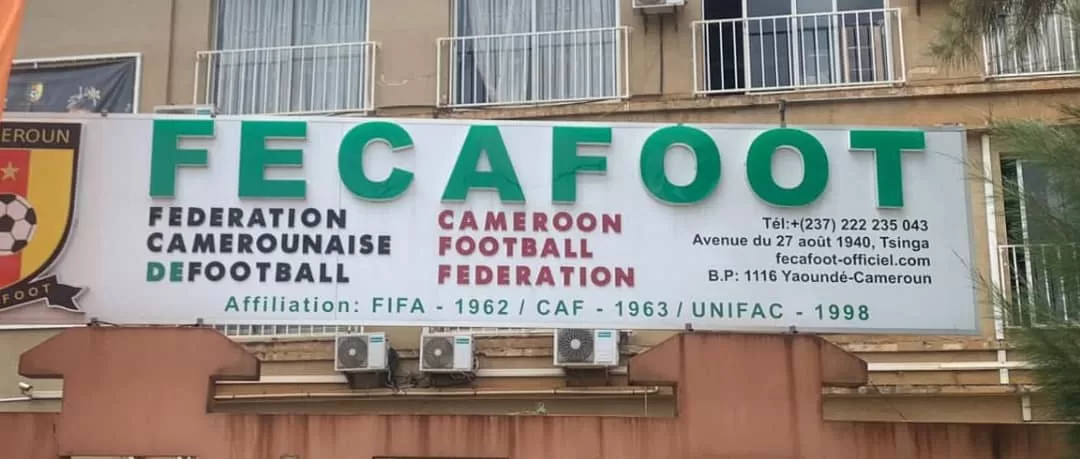 EROUN
FECAFOOT
FEDERATION
CAMEROUNAISE
DEFOOTBALL
CAMEROON
FOOTBALL
FEDERATION
Tél:+(237) 222 235 043
Avenue du 27 août 1940, Tsinga
fecafoot-officiel.com
B.P: 1116 Yaoundé-Cameroun
Affiliation: FIFA - 1962 / CAF - 1963 / UNIFAC - 1998
FOOT